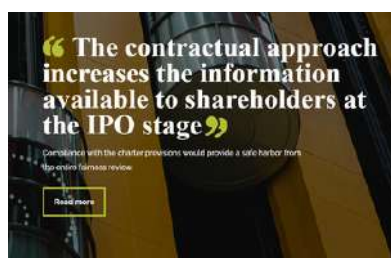 “ The contractual approach
increases the information
available to shareholders at
the IPO stage ”
Compliance with the charter provisions would provide a safe harbor from
the entire fairness review.
Read more